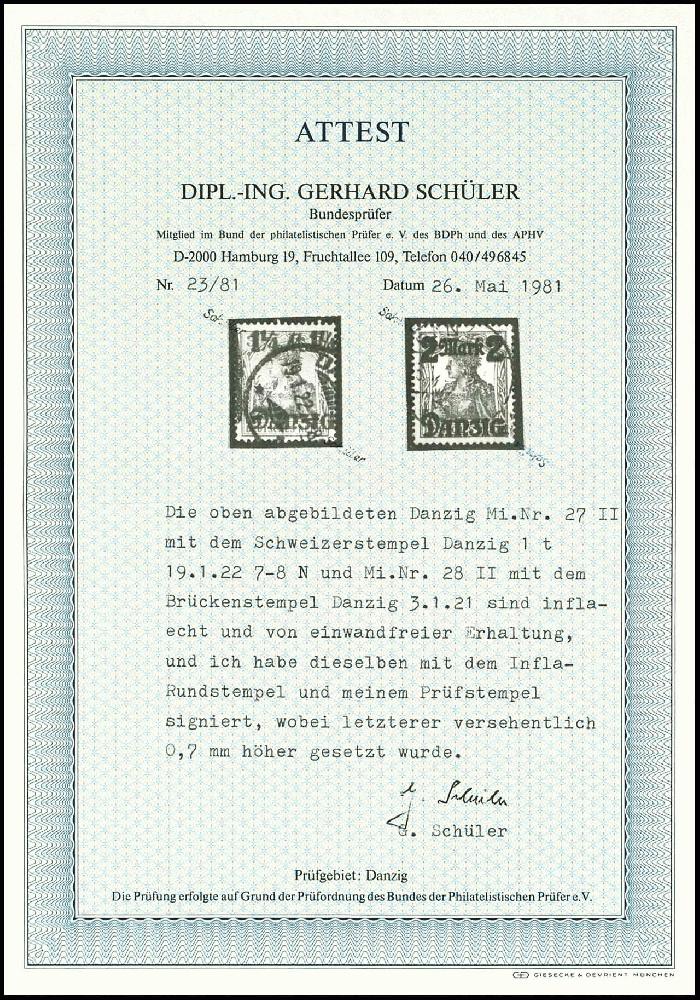 ATTEST
DIPL.-ING. GERHARD SCHÜLER
Bundesprüfer
Mitglied im Bund der philatelistischen Prüfer e. V. des BDPh und des APHV
D-2000 Hamburg 19, Fruchtallee 109, Telefon 040/496845
Nr. 23/81 Datum 26. Mai 1981
1¼ 
DANZIG
2 Mark 2
DANZIG
Die oben abgebildeten Danzig Mi.Nr. 27 II
mit dem Schweizerstempel Danzig 1 t
19.1.22 7-8 N und Mi.Nr. 28 II mit dem
Brückenstempel Danzig 3.1.21 sind infla-
echt und von einwandfreier Erhaltung,
und ich habe dieselben mit dem Infla-
Rundstempel und meinem Prüfstempel
signiert, wobei letzterer versehentlich
0,7 mm höher gesetzt wurde.
G. Schüler
G. Schüler
Prüfgebiet: Danzig
Die Prüfung erfolgte auf Grund der Prüfordnung des Bundes der Philatelistischen Prüfer e.V.
GIESECKE & DEVRIENT MÜNCHEN